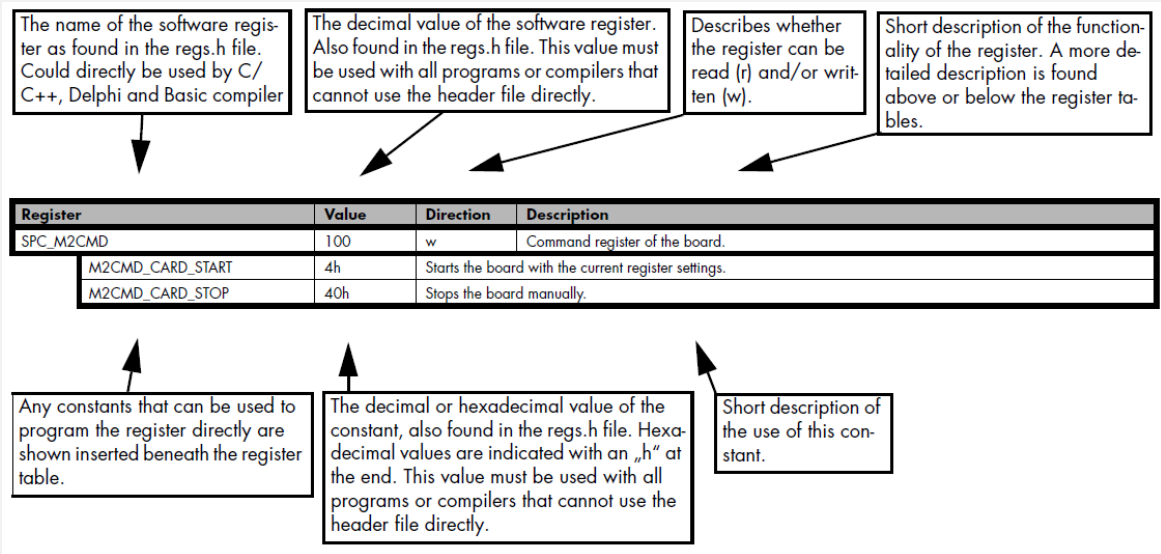 The name of the software regis-
ter as found in the regs.h file.
Could directly be used by C/
C++, Delphi and Basic compiler
The decimal value of the software register.
Also found in the regs.h file. This value must
be used with all programs or compilers that
cannot use the header file directly.
Describes whether
the register can be
read (r) and/or writ-
ten (w).
Short description of the function-
ality of the register. A more de-
tailed description is found
above or below the register ta-
bles.
Register Value Direction Description
SPC_M2CMD 100 w Command register of the board.
M2CMD_CARD_START 4h Starts the board with the current register settings.
M2CMD_CARD_STOP 40h Stops the board manually.
Any constants that can be used to
program the register directly are
shown inserted beneath the register
table.
The decimal or hexadecimal value of the
constant, also found in the regs.h file. Hexa-
decimal values are indicated with an „h“ at
the end. This value must be used with all
programs or compilers that cannot use the
header file directly.
Short description of
the use of this con-
stant.